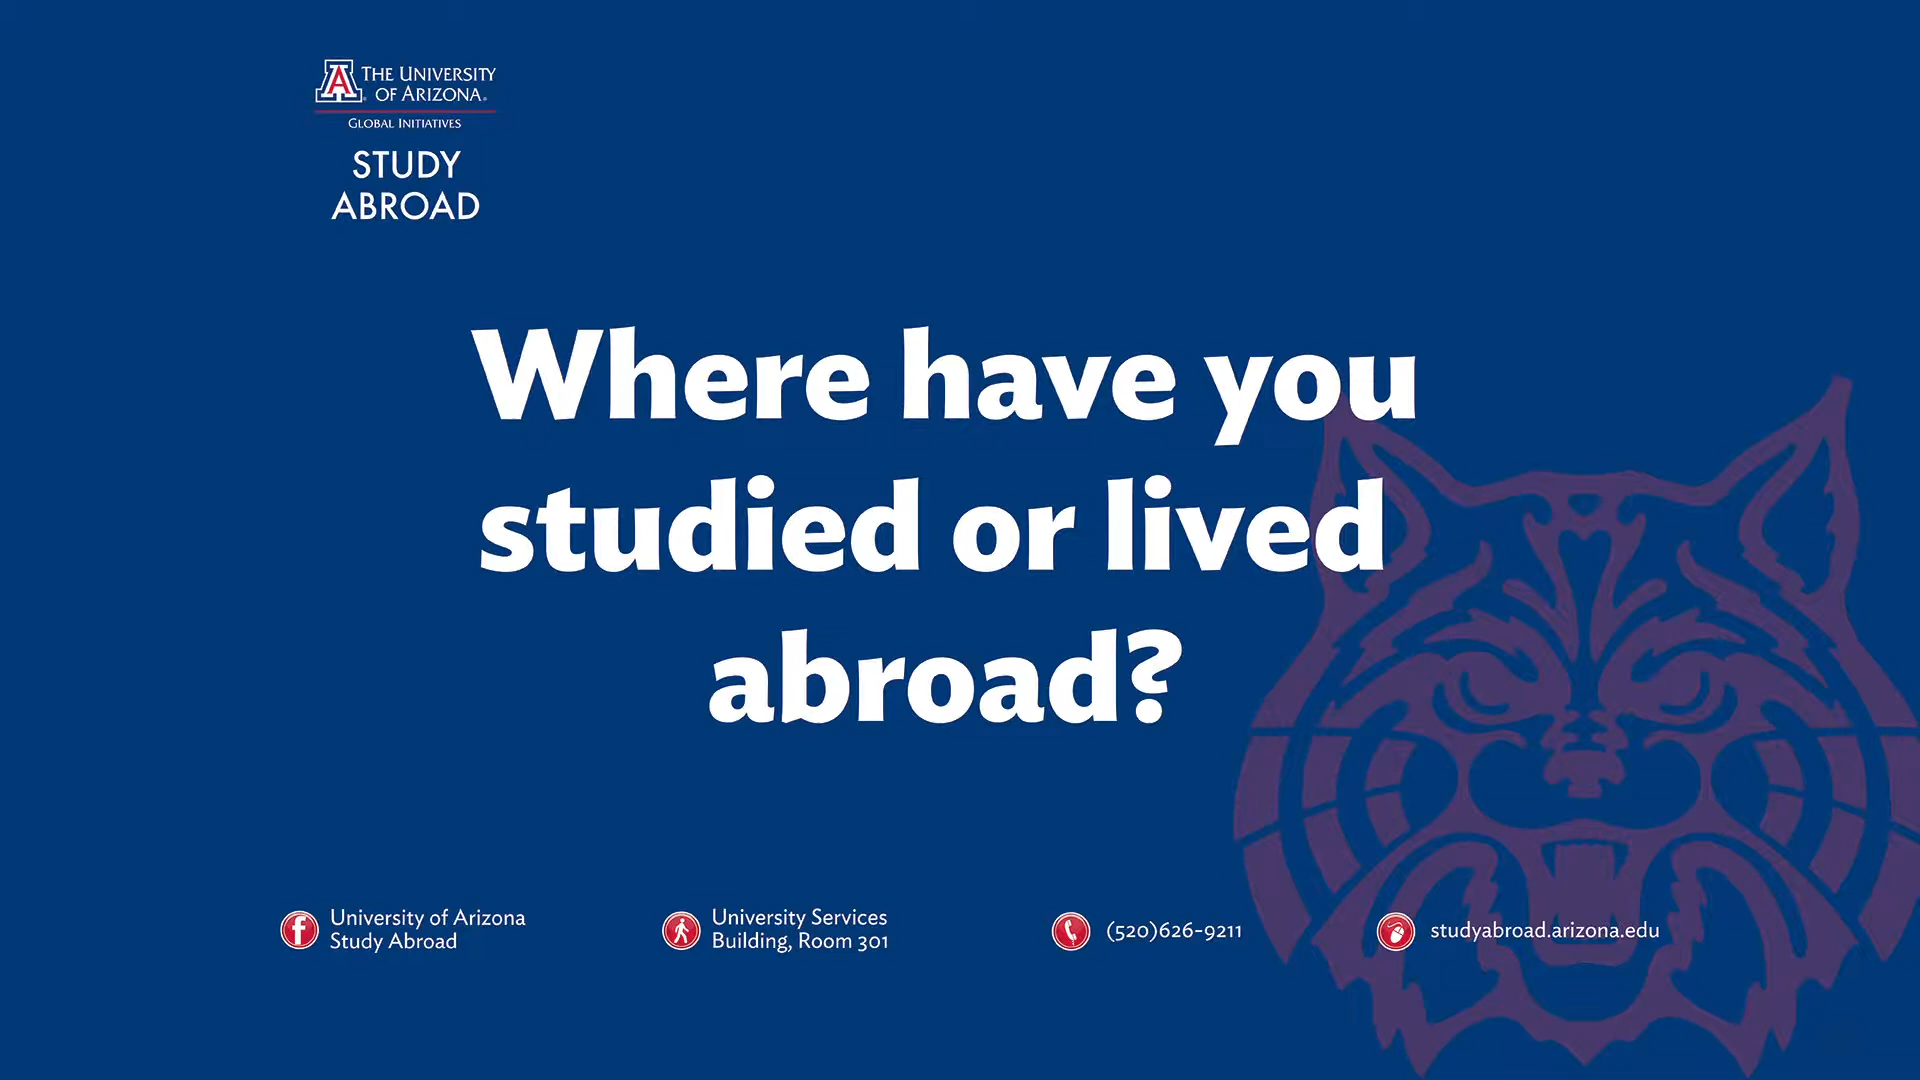 THE UNIVERSITY
OF ARIZONA®
GLOBAL INITIATIVES
STUDY
ABROAD
Where have you
studied or lived
abroad?
University of Arizona
Study Abroad
University Services
Building, Room 301
(520)626-9211
studyabroad.arizona.edu